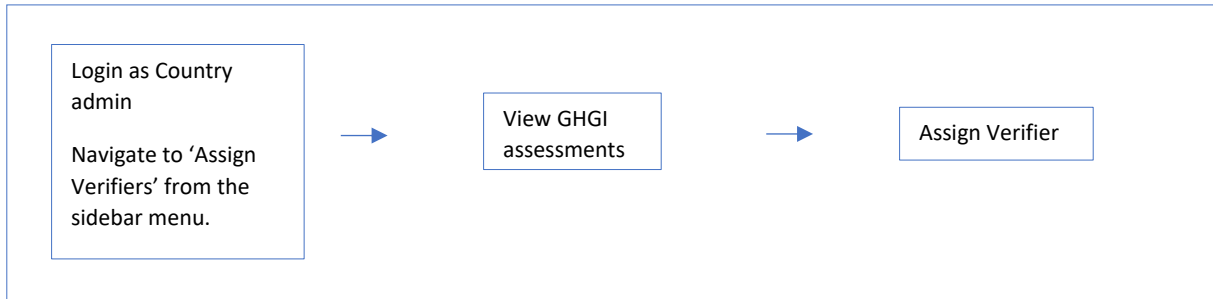 Login as Country
admin
Navigate to ‘Assign
Verifiers’ from the
sidebar menu.
View GHGI
assessments
Assign Verifier